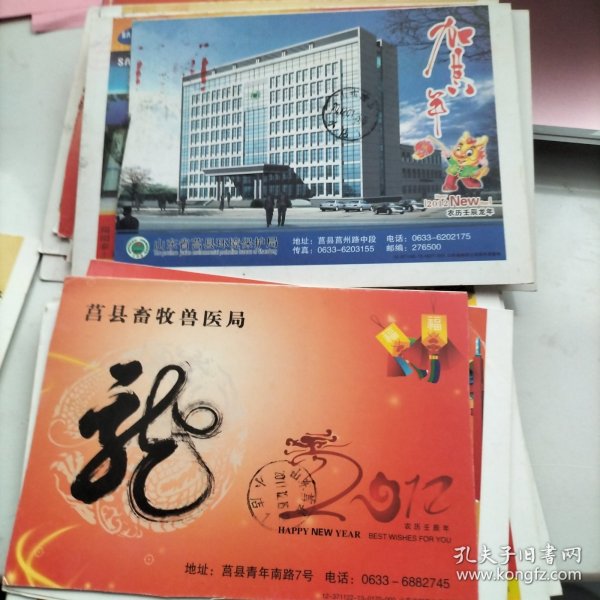 贺新年
2012 New
农历壬辰龙年
山东省莒县环境保护局
地址：莒县莒州路中段 电话：0633-6202175
传真：0633-6203155 邮编：276500
莒县畜牧兽医局
福
龙
2012
农历壬辰年
HAPPY NEW YEAR BEST WISHES FOR YOU
地址：莒县青年南路7号 电话：0633-6882745
孔夫子旧书网
www.kongfz.com